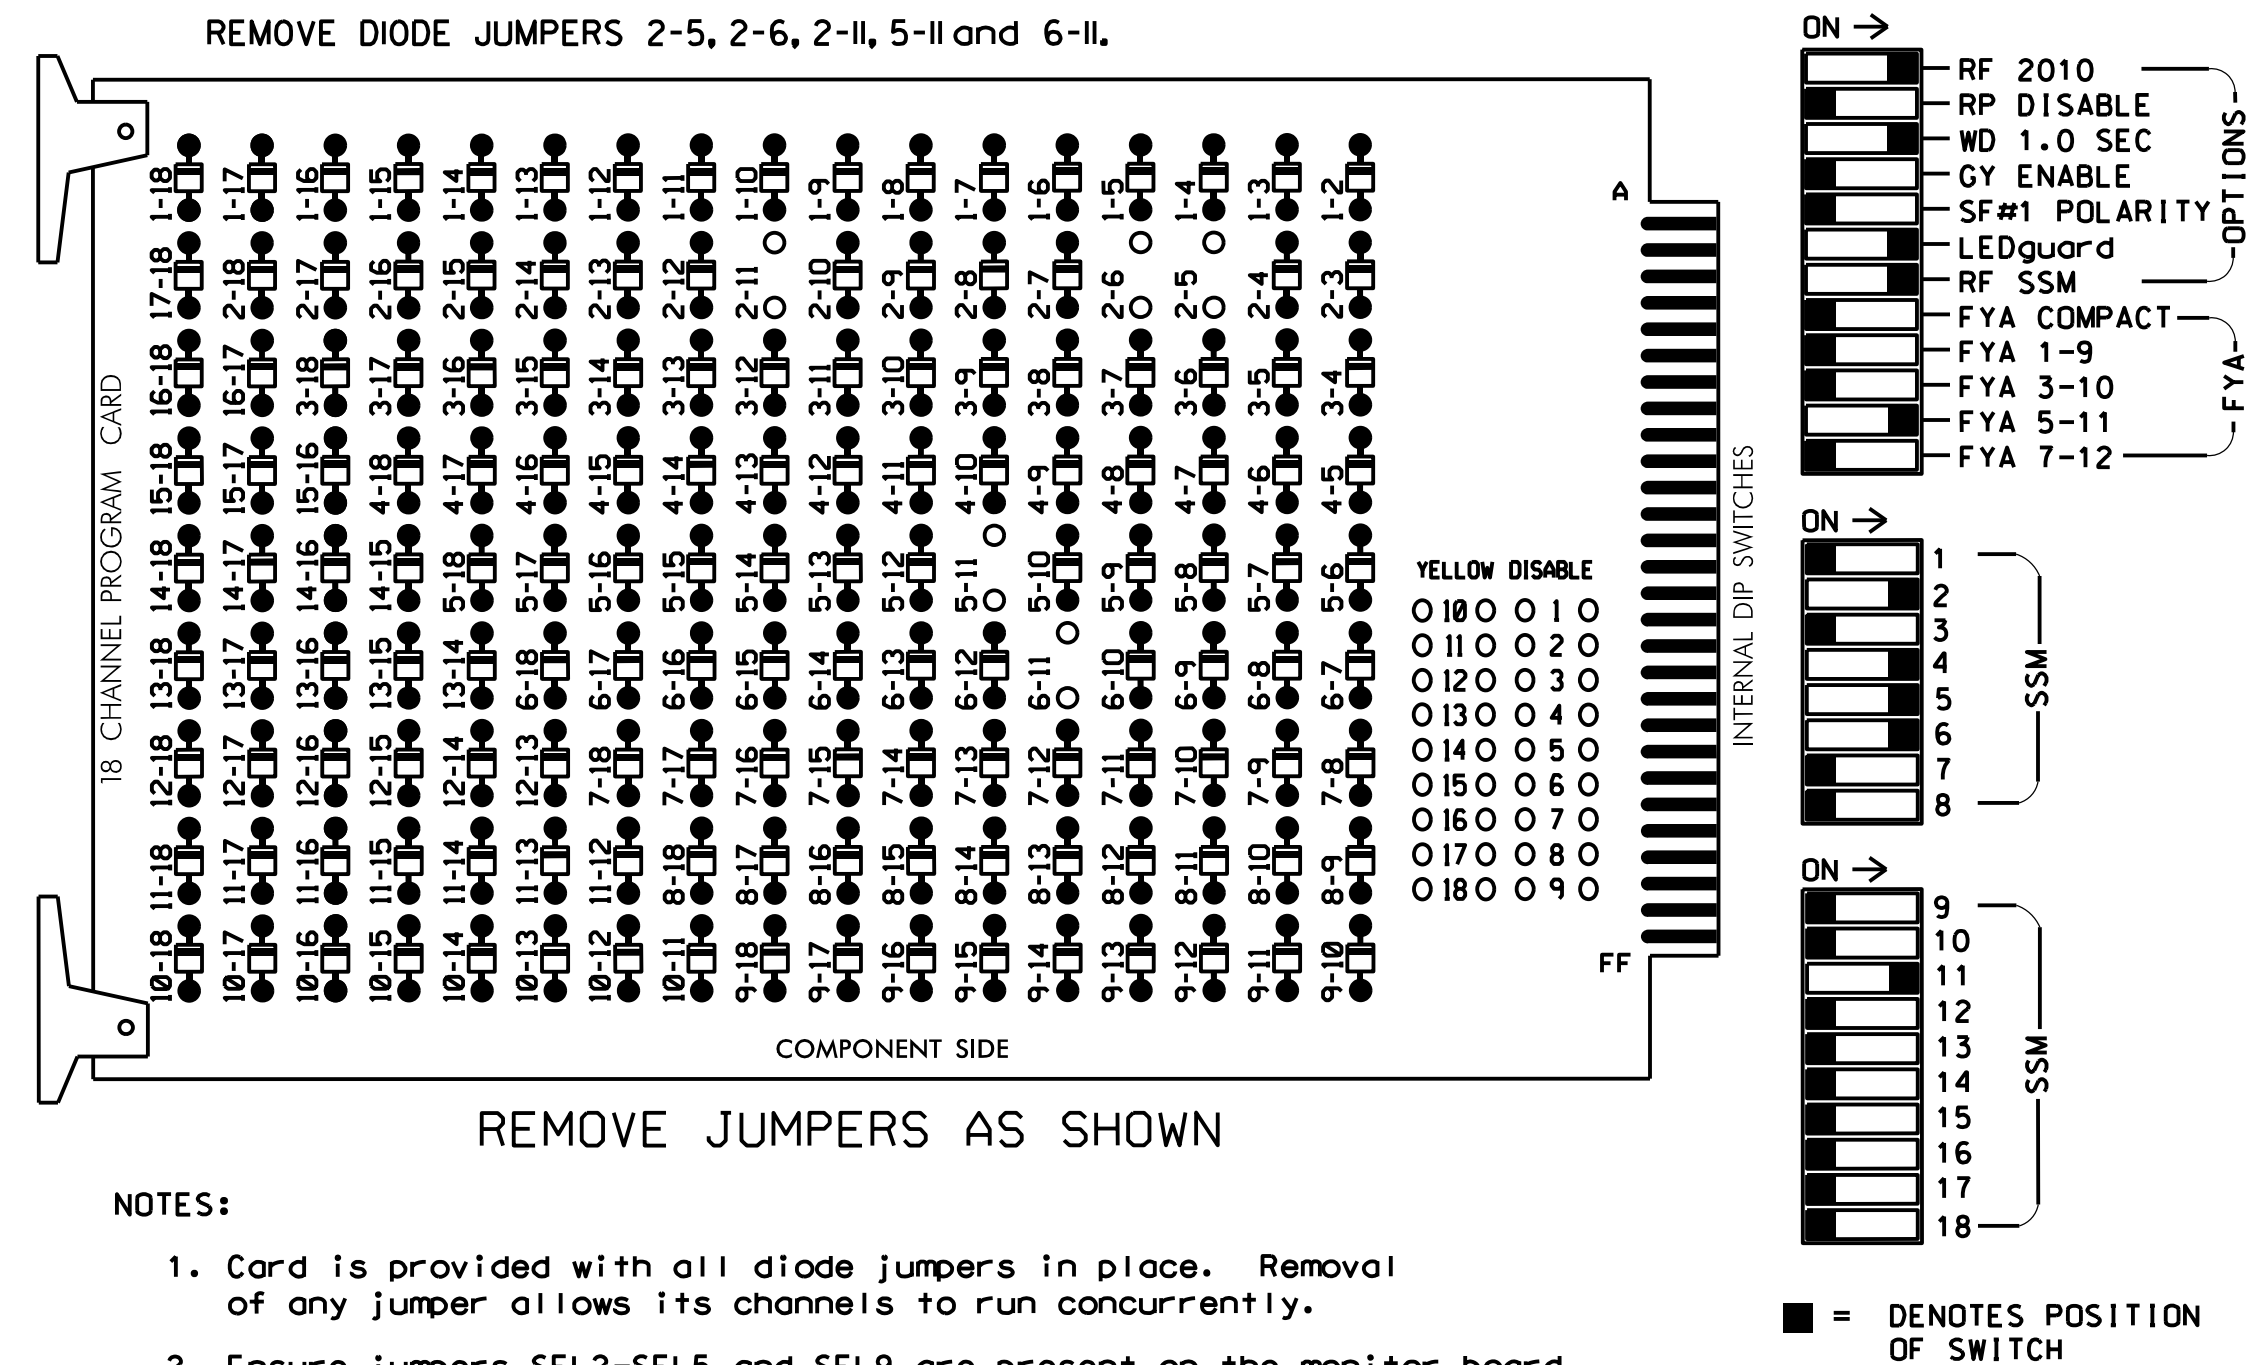 REMOVE DIODE JUMPERS 2-5, 2-6, 2-11, 5-11 and 6-11.
1-18 1-17 1-16 1-15 1-14 1-13 1-12 1-11 1-10 1-9 1-8 1-7 1-6 1-5 1-4 1-3 1-2
17-18 2-18 2-17 2-16 2-15 2-14 2-13 2-12 2-11 2-10 2-9 2-8 2-7 2-6 2-5 2-4 2-3
16-18 16-17 3-18 3-17 3-16 3-15 3-14 3-13 3-12 3-11 3-10 3-9 3-8 3-7 3-6 3-5 3-4
15-18 15-17 15-16 4-18 4-17 4-16 4-15 4-14 4-13 4-12 4-11 4-10 4-9 4-8 4-7 4-6 4-5
14-18 14-17 14-16 14-15 5-18 5-17 5-16 5-15 5-14 5-13 5-12 5-11 5-10 5-9 5-8 5-7 5-6
13-18 13-17 13-16 13-15 13-14 6-18 6-17 6-16 6-15 6-14 6-13 6-12 6-11 6-10 6-9 6-8 6-7
12-18 12-17 12-16 12-15 12-14 12-13 7-18 7-17 7-16 7-15 7-14 7-13 7-12 7-11 7-10 7-9 7-8
11-18 11-17 11-16 11-15 11-14 11-13 11-12 8-18 8-17 8-16 8-15 8-14 8-13 8-12 8-11 8-10 8-9
10-18 10-17 10-16 10-15 10-14 10-13 10-12 10-11 9-18 9-17 9-16 9-15 9-14 9-13 9-12 9-11 9-10
18 CHANNEL PROGRAM CARD
A
FF
YELLOW DISABLE
10 1
11 2
12 3
13 4
14 5
15 6
16 7
17 8
18 9
COMPONENT SIDE
INTERNAL DIP SWITCHES
ON
RF 2010
RP DISABLE
WD 1.0 SEC
GY ENABLE
SF#1 POLARITY
LEDguard
RF SSM
OPTIONS
FYA COMPACT
FYA 1-9
FYA 3-10
FYA 5-11
FYA 7-12
FYA
ON
1
2
3
4
5
6
7
8
SSM
ON
9
10
11
12
13
14
15
16
17
18
SSM
= DENOTES POSITION
OF SWITCH
REMOVE JUMPERS AS SHOWN
NOTES:
1. Card is provided with all diode jumpers in place. Removal
of any jumper allows its channels to run concurrently.
2. Ensure jumpers SEL2-SEL5 and SEL9 are present on the monitor board.